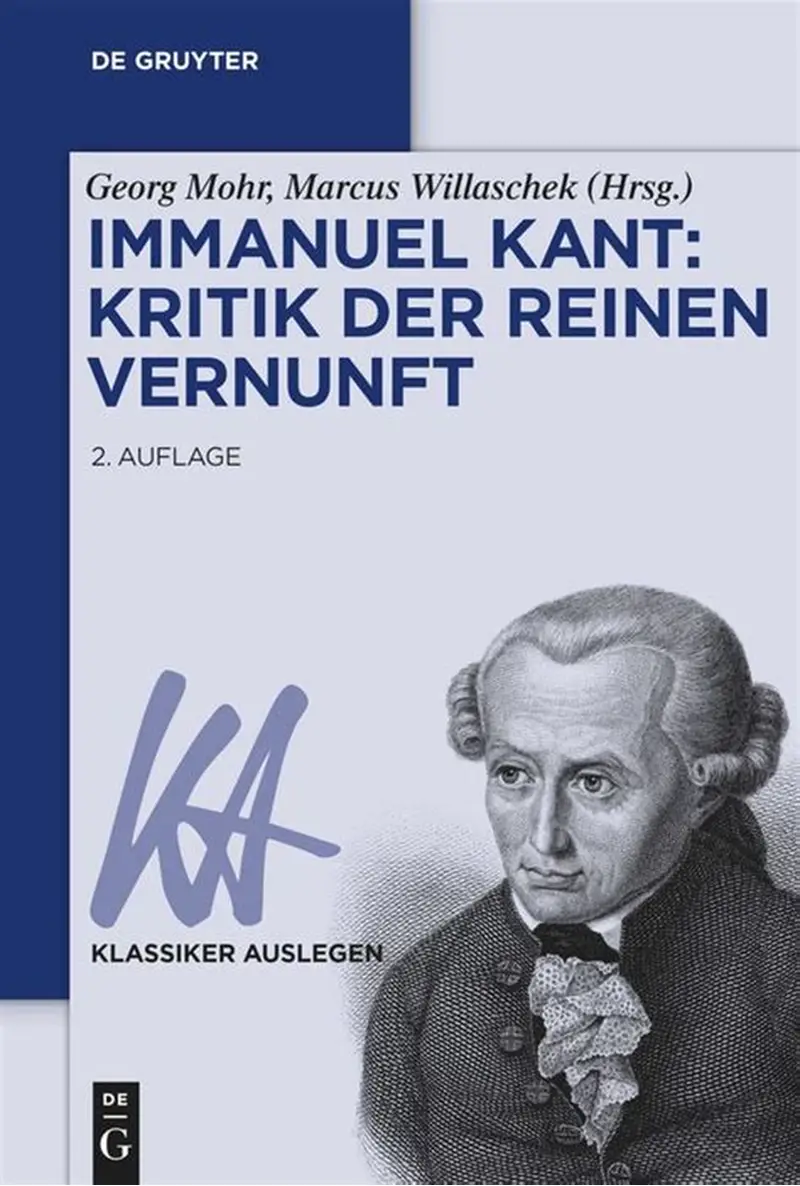 DE GRUYTER
Georg Mohr, Marcus Willaschek (Hrsg.)
IMMANUEL KANT:
KRITIK DER REINEN
VERNUNFT
2. AUFLAGE
KA
KLASSIKER AUSLEGEN
DE
G